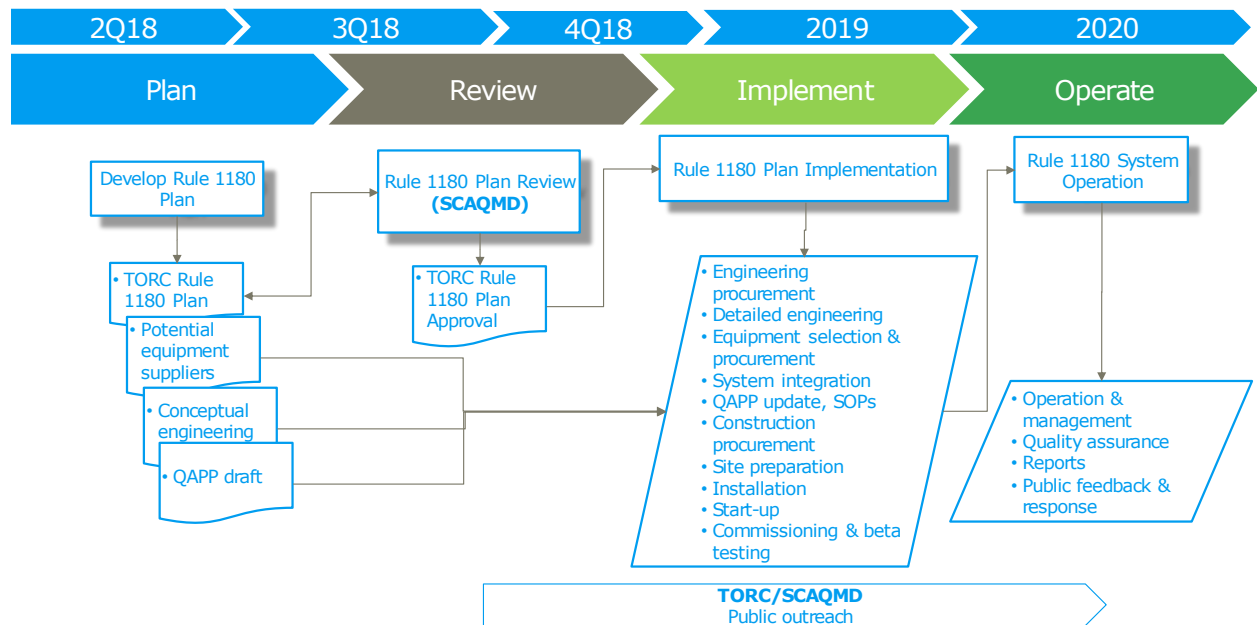 2Q18
3Q18
4Q18
2019
2020
Plan
Review
Implement
Operate
Develop Rule 1180
Plan
• TORC Rule
1180 Plan
• Potential
equipment
suppliers
• Conceptual
engineering
• QAPP draft
Rule 1180 Plan Review
(SCAQMD)
• TORC Rule
1180 Plan
Approval
Rule 1180 Plan Implementation
• Engineering
procurement
• Detailed engineering
• Equipment selection &
procurement
• System integration
• QAPP update, SOPs
• Construction
procurement
• Site preparation
• Installation
• Start-up
• Commissioning & beta
testing
Rule 1180 System
Operation
• Operation &
management
• Quality assurance
• Reports
• Public feedback &
response
TORC/SCAQMD
Public outreach